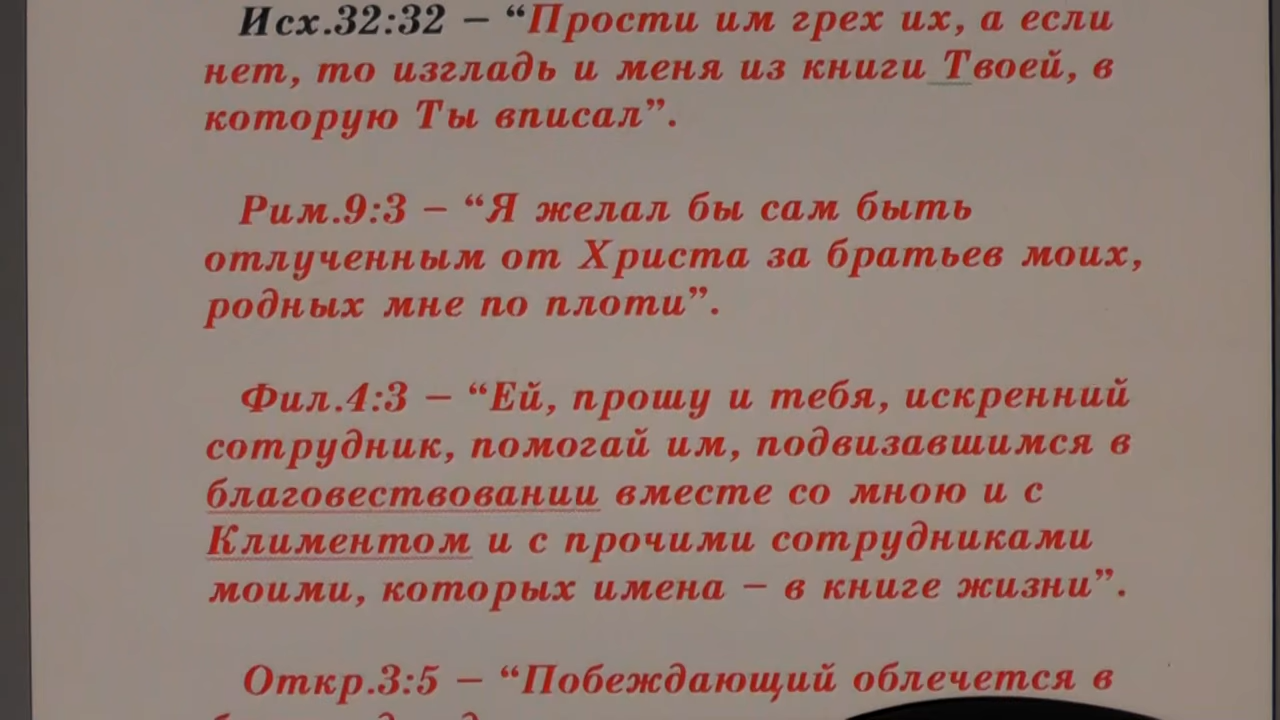 Исх.32:32 – “Прости им грех их, а если
нет, то изгладь и меня из книги Твоей, в
которую Ты вписал”.
Рим.9:3 – “Я желал бы сам быть
отлученным от Христа за братьев моих,
родных мне по плоти”.
Фил.4:3 – “Ей, прошу и тебя, искренний
сотрудник, помогай им, подвизавшимся в
благовествовании вместе со мною и с
Климентом и с прочими сотрудниками
моими, которых имена – в книге жизни”.
Откр.3:5 – “Побеждающий облечется в